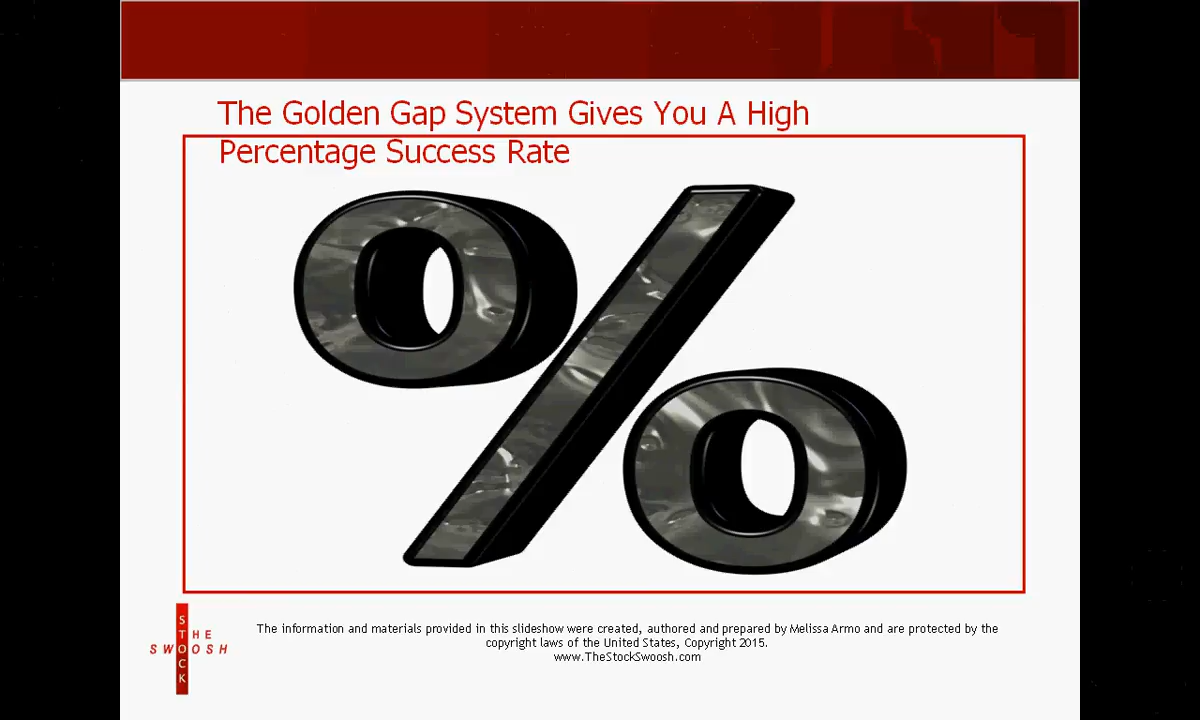 The Golden Gap System Gives You A High
Percentage Success Rate
%
STOCK
THE
SWOOSH
The information and materials provided in this slideshow were created, authored and prepared by Melissa Armo and are protected by the
copyright laws of the United States, Copyright 2015.
www.TheStockSwoosh.com